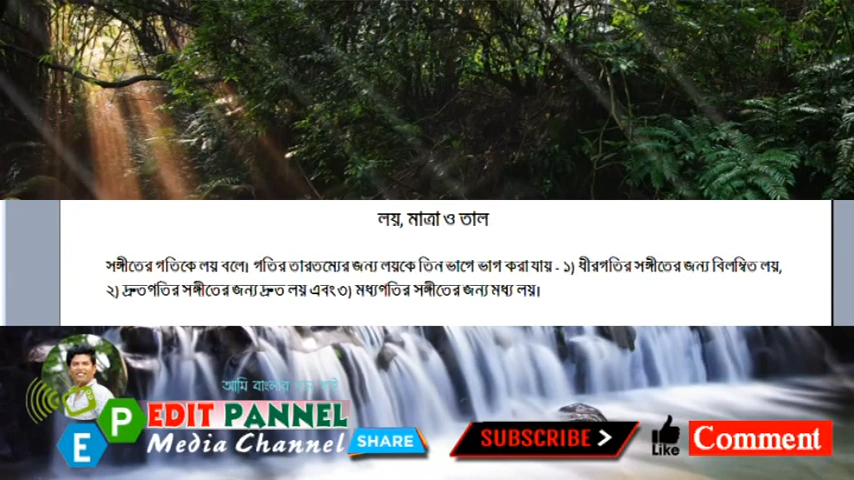 লয়, মাত্রা ও তাল
সঙ্গীতের গতিকে লয় বলে। গতির তারতম্যের জন্য লয়কে তিন ভাগে ভাগ করা যায় - ১) ধীরগতির সঙ্গীতের জন্য বিলম্বিত লয়,
২) দ্রুতগতির সঙ্গীতের জন্য দ্রুত লয় এবং ৩) মধ্যগতির সঙ্গীতের জন্য মধ্য লয়।
আমি বাংলার
EP
EDIT PANNEL
Media Channel
SHARE
SUBSCRIBE >
Like
Comment